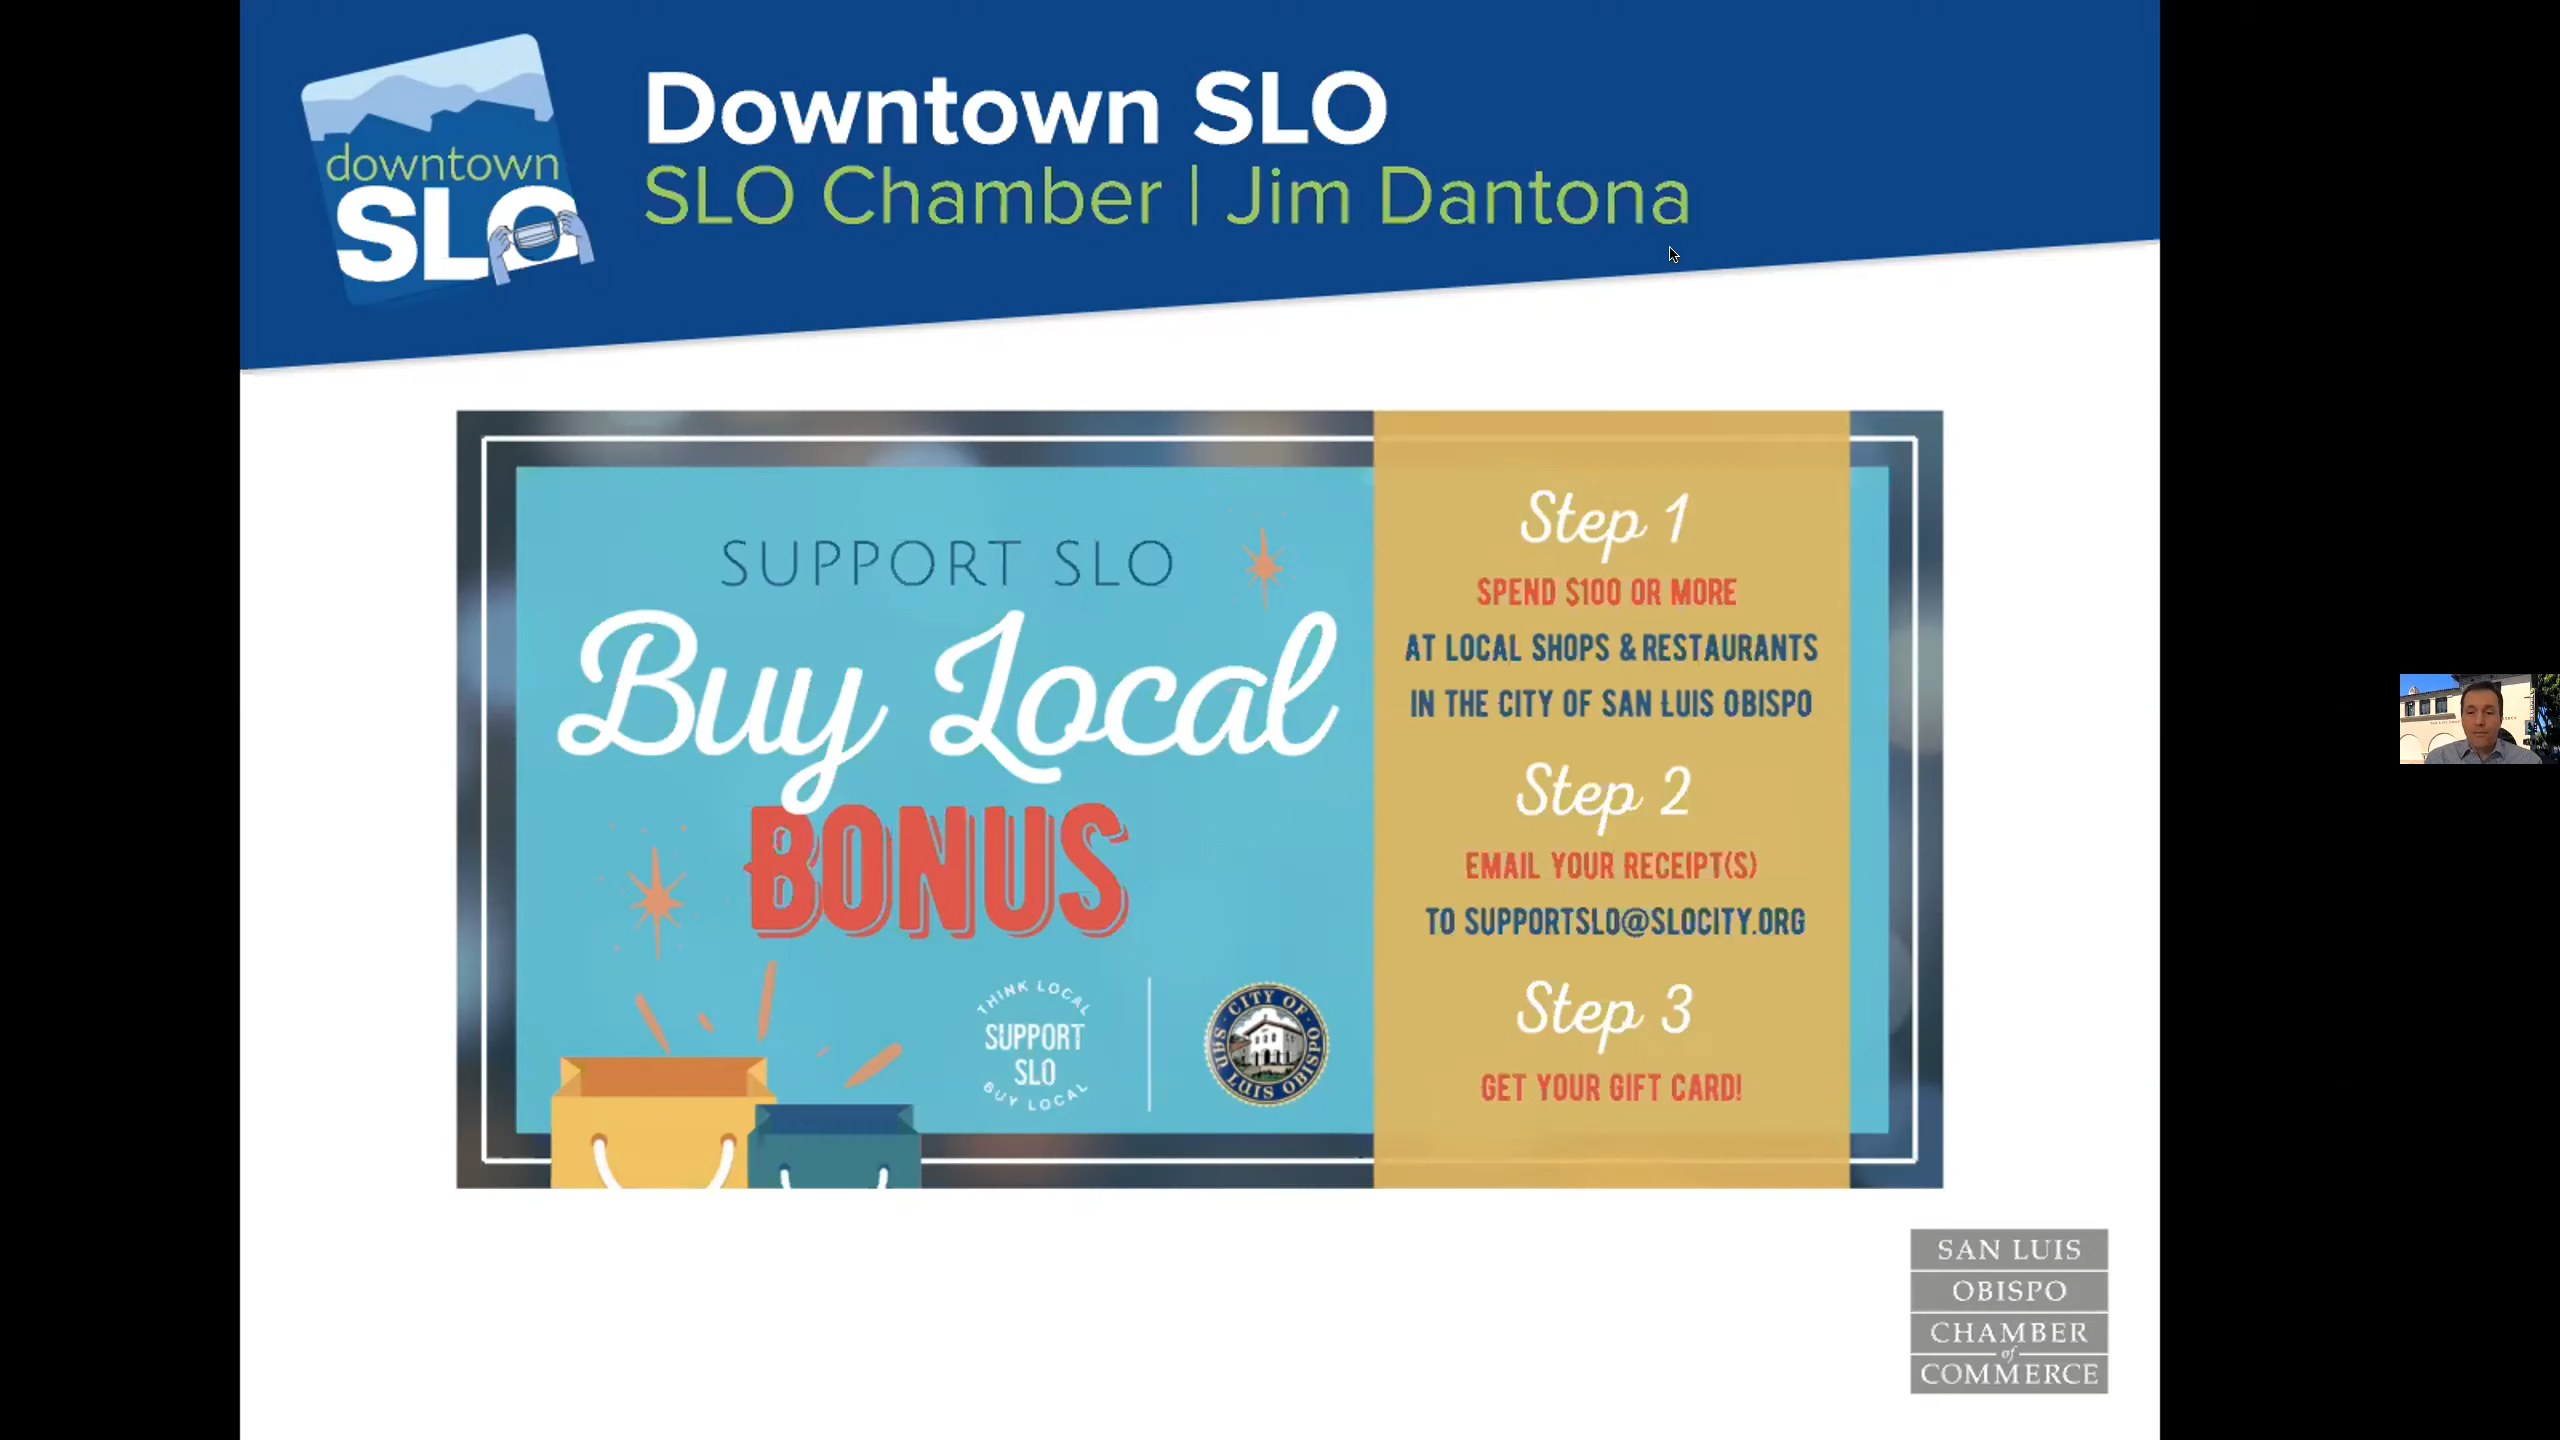 Downtown SLO
SLO Chamber | Jim Dantona
downtown
SLO
SUPPORT SLO
Buy Local
BONUS
THINK LOCAL
SUPPORT
SLO
BUY LOCAL
CITY OF
SAN LUIS OBISPO
Step 1
SPEND $100 OR MORE
AT LOCAL SHOPS & RESTAURANTS
IN THE CITY OF SAN LUIS OBISPO
Step 2
EMAIL YOUR RECEIPT(S)
TO SUPPORTSLO@SLOCITY.ORG
Step 3
GET YOUR GIFT CARD!
SAN LUIS
OBISPO
CHAMBER
of
COMMERCE